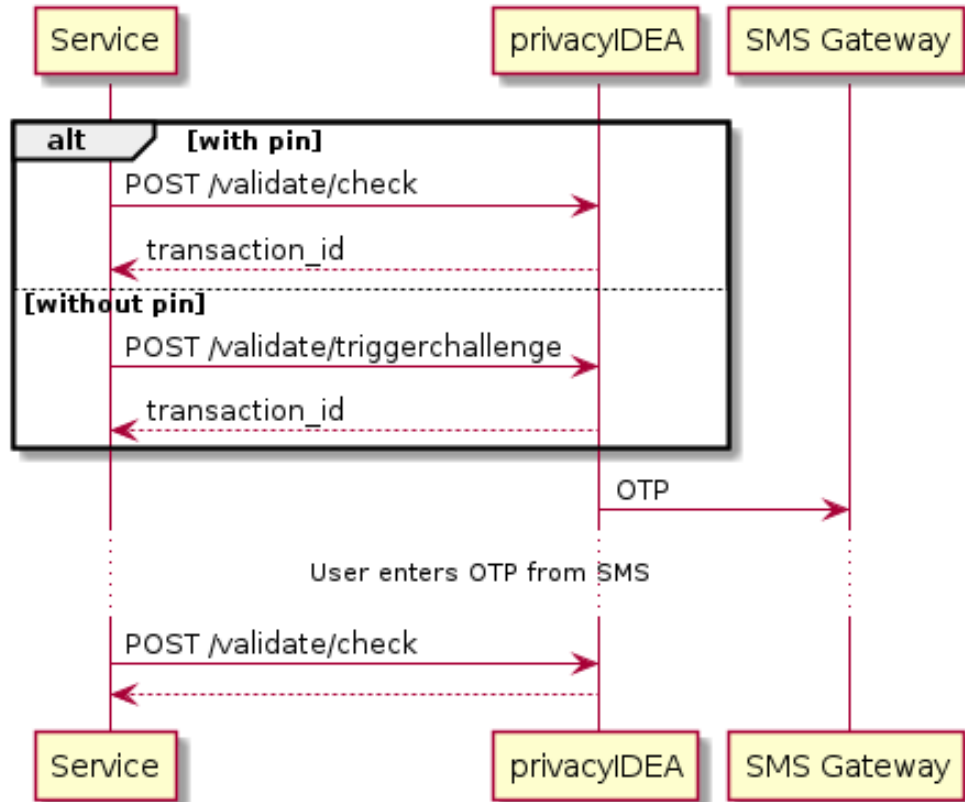 Service
privacyIDEA
SMS Gateway
alt
[with pin]
POST /validate/check
transaction_id
[without pin]
POST /validate/triggerchallenge
transaction_id
OTP
User enters OTP from SMS
POST /validate/check
Service
privacyIDEA
SMS Gateway